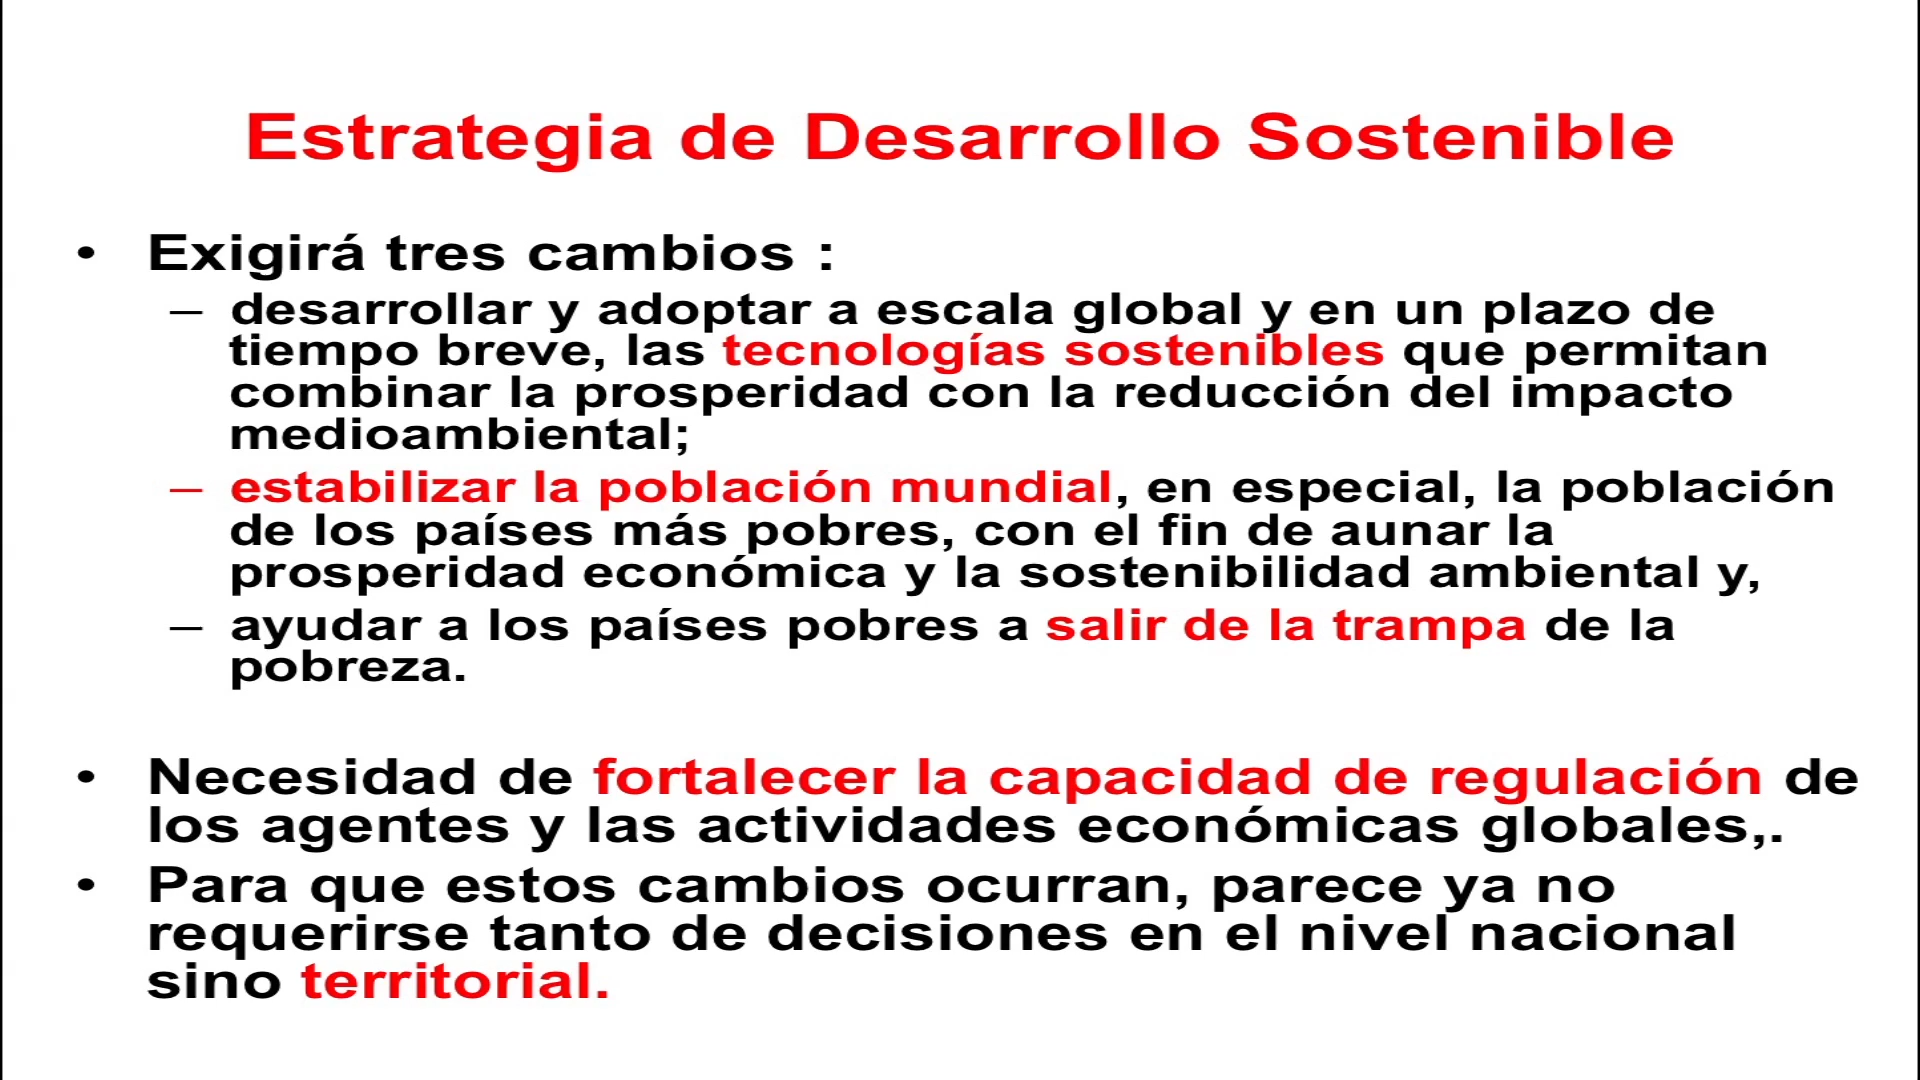 Estrategia de Desarrollo Sostenible
• Exigirá tres cambios :
– desarrollar y adoptar a escala global y en un plazo de
tiempo breve, las tecnologías sostenibles que permitan
combinar la prosperidad con la reducción del impacto
medioambiental;
– estabilizar la población mundial, en especial, la población
de los países más pobres, con el fin de aunar la
prosperidad económica y la sostenibilidad ambiental y,
– ayudar a los países pobres a salir de la trampa de la
pobreza.
• Necesidad de fortalecer la capacidad de regulación de
los agentes y las actividades económicas globales,.
• Para que estos cambios ocurran, parece ya no
requerirse tanto de decisiones en el nivel nacional
sino territorial.